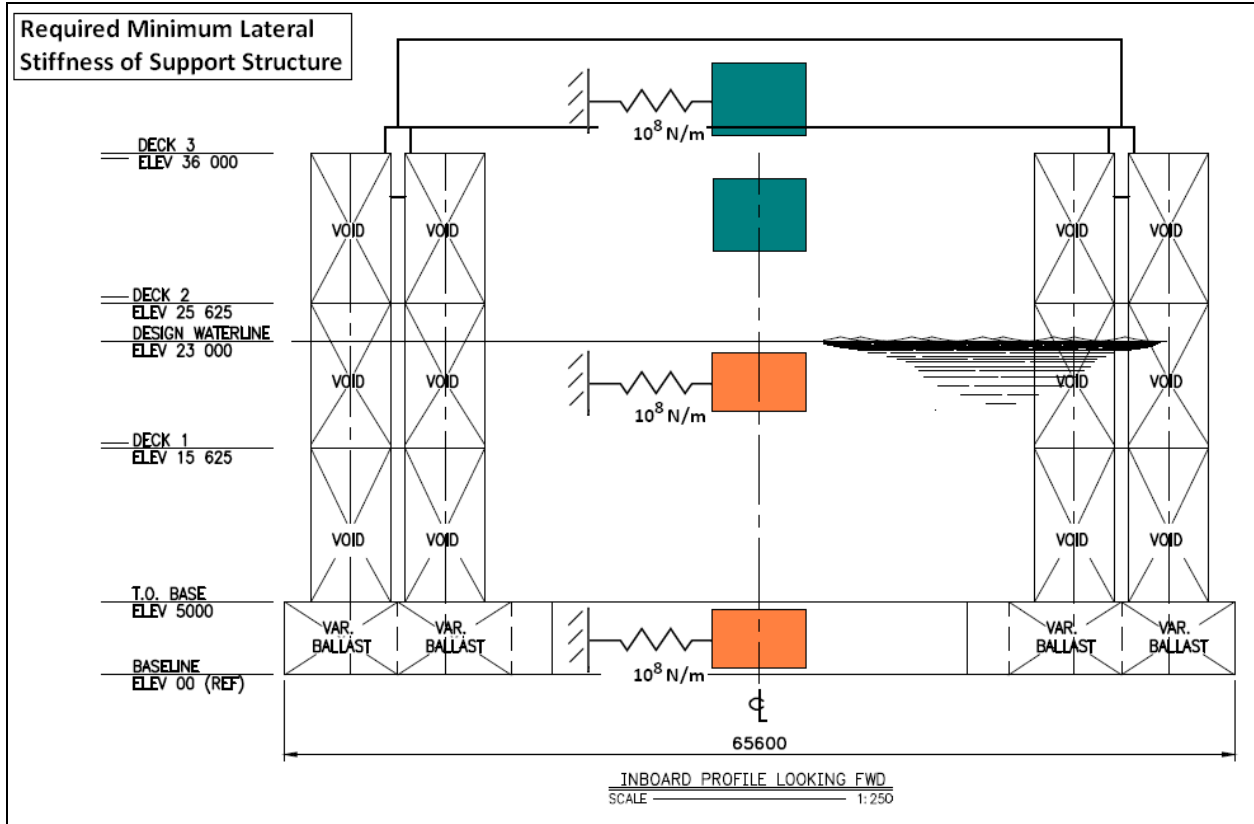 Required Minimum Lateral
Stiffness of Support Structure
10⁸ N/m
DECK 3
ELEV 36 000
VOID VOID VOID VOID
DECK 2
ELEV 25 625
DESIGN WATERLINE
ELEV 23 000
VOID VOID VOID VOID
10⁸ N/m
DECK 1
ELEV 15 625
VOID VOID VOID VOID
T.O. BASE
ELEV 5000
VAR. VAR. VAR. VAR.
BALLAST BALLAST BALLAST BALLAST
BASELINE
ELEV 00 (REF)
10⁸ N/m
℄
65600
INBOARD PROFILE LOOKING FWD
SCALE 1:250